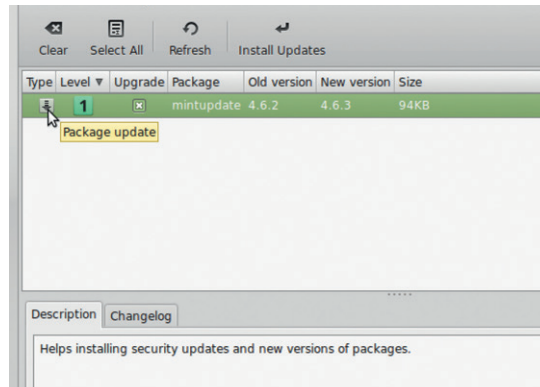 Clear Select All Refresh Install Updates
Type Level Upgrade Package Old version New version Size
1 mintupdate 4.6.2 4.6.3 94KB
Package update
Description Changelog
Helps installing security updates and new versions of packages.